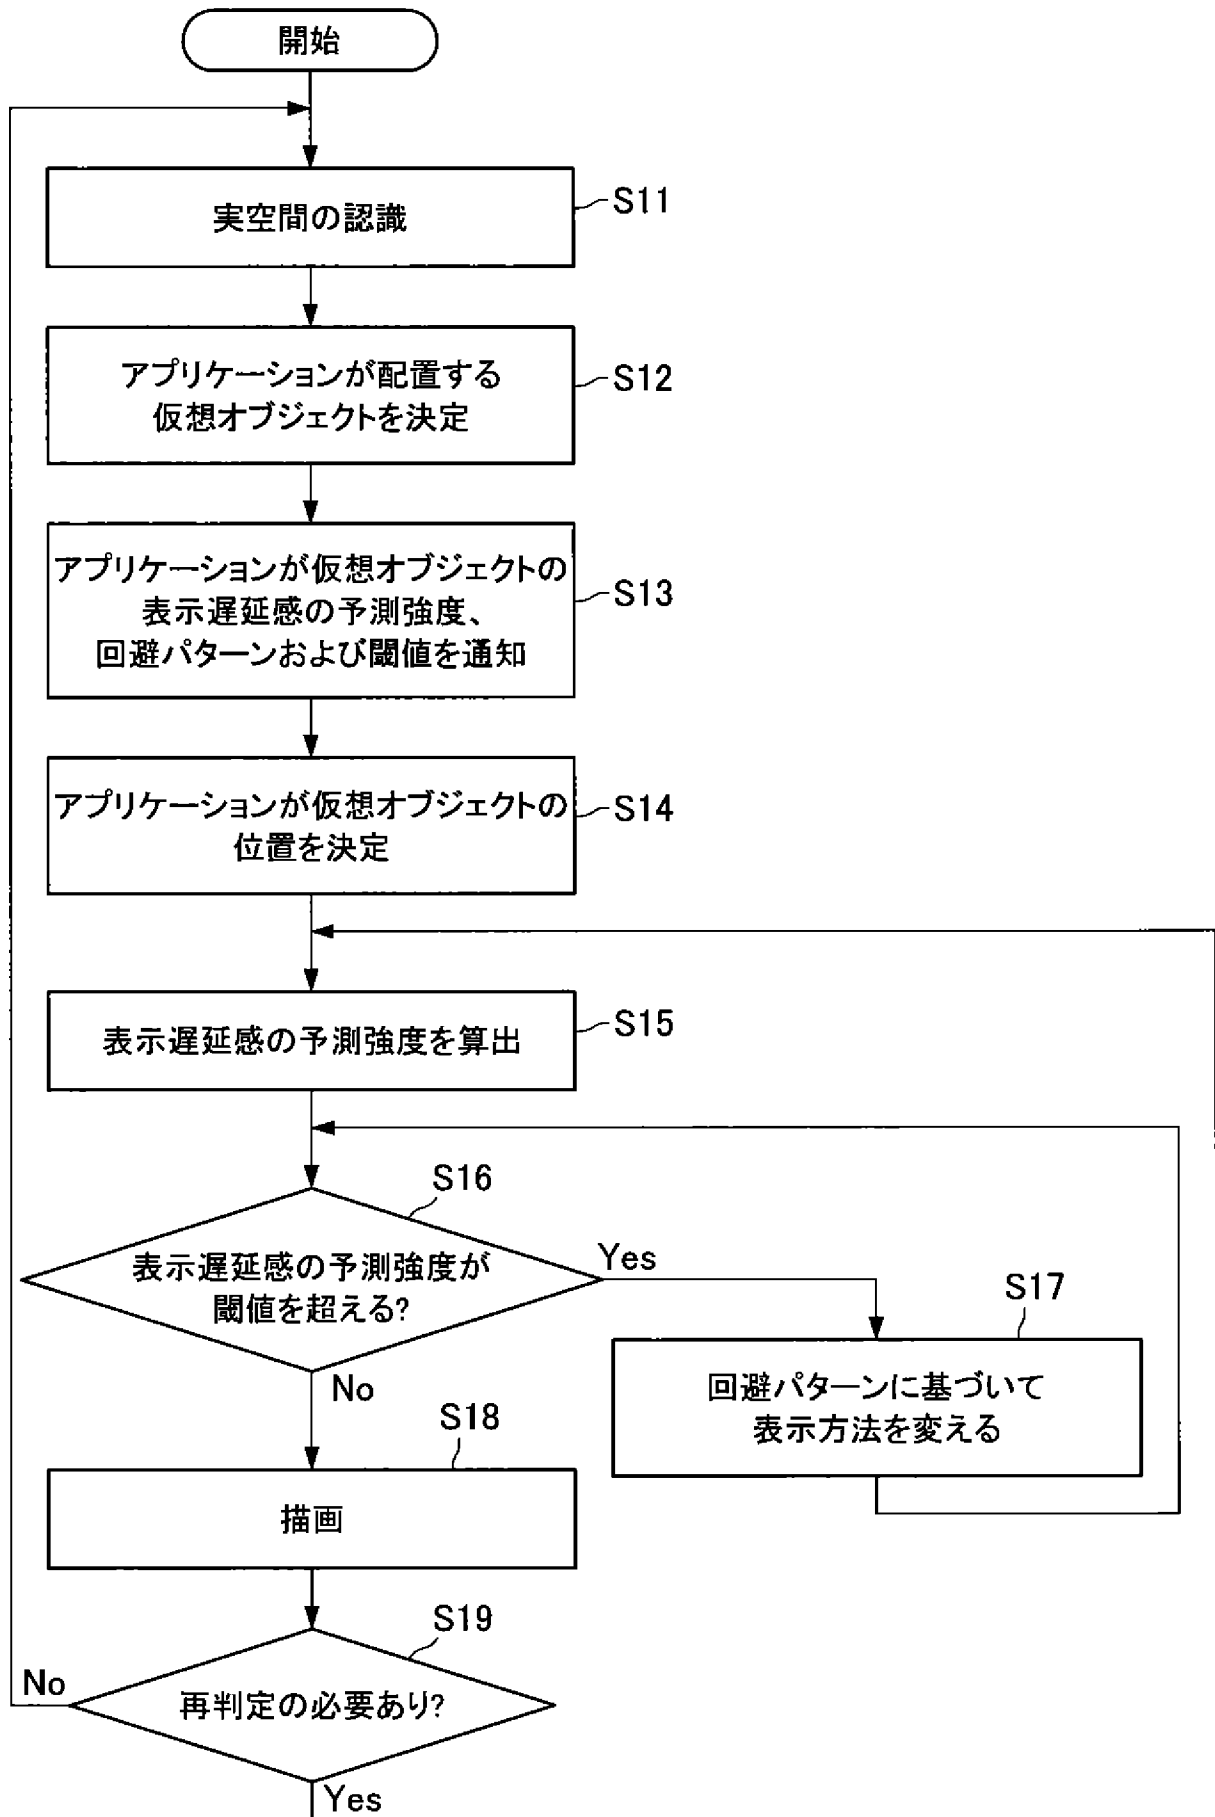 開始
実空間の認識
S11
アプリケーションが配置する
仮想オブジェクトを決定
S12
アプリケーションが仮想オブジェクトの
表示遅延感の予測強度、
回避パターンおよび閾値を通知
S13
アプリケーションが仮想オブジェクトの
位置を決定
S14
表示遅延感の予測強度を算出
S15
S16
表示遅延感の予測強度が
閾値を超える?
Yes
No
S17
回避パターンに基づいて
表示方法を変える
S18
描画
S19
再判定の必要あり?
No
Yes